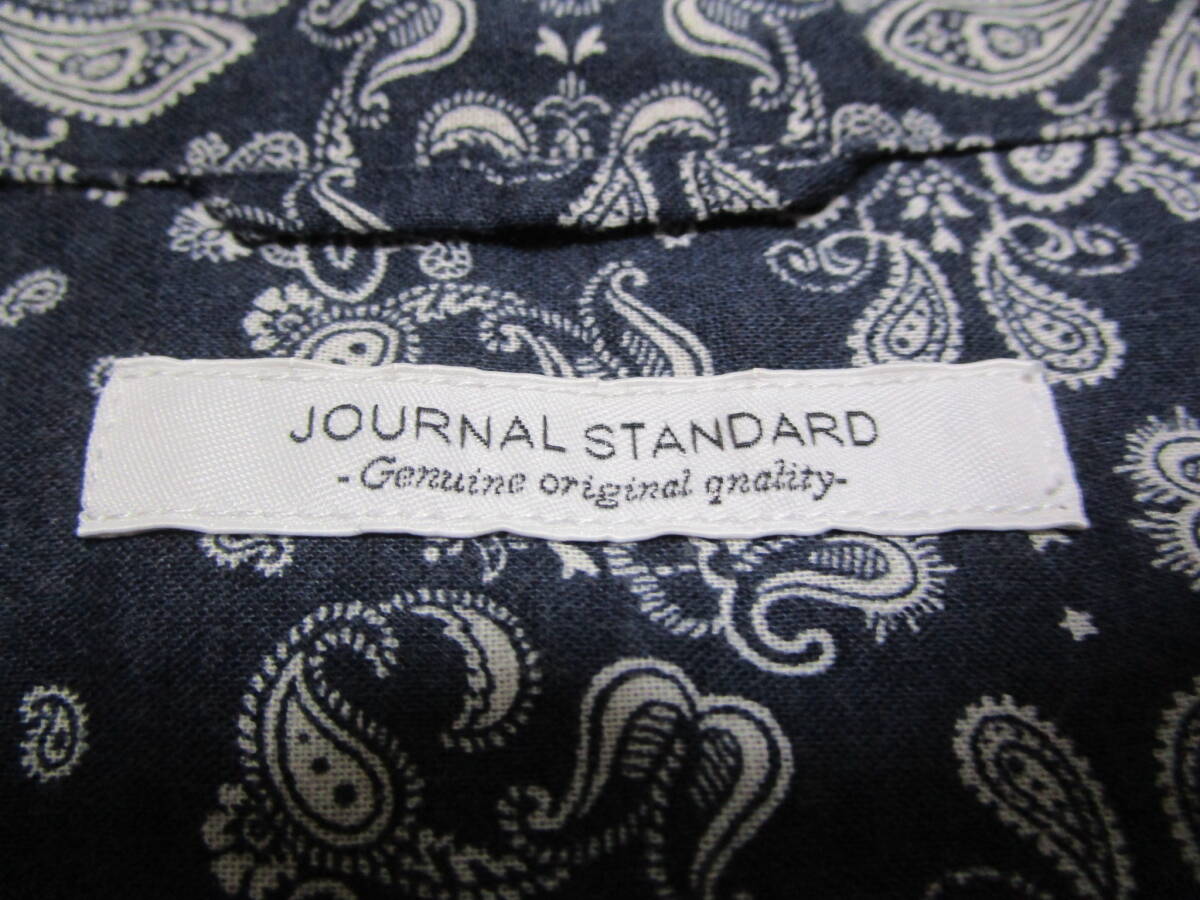 JOURNAL STANDARD
-Genuine original qnality-